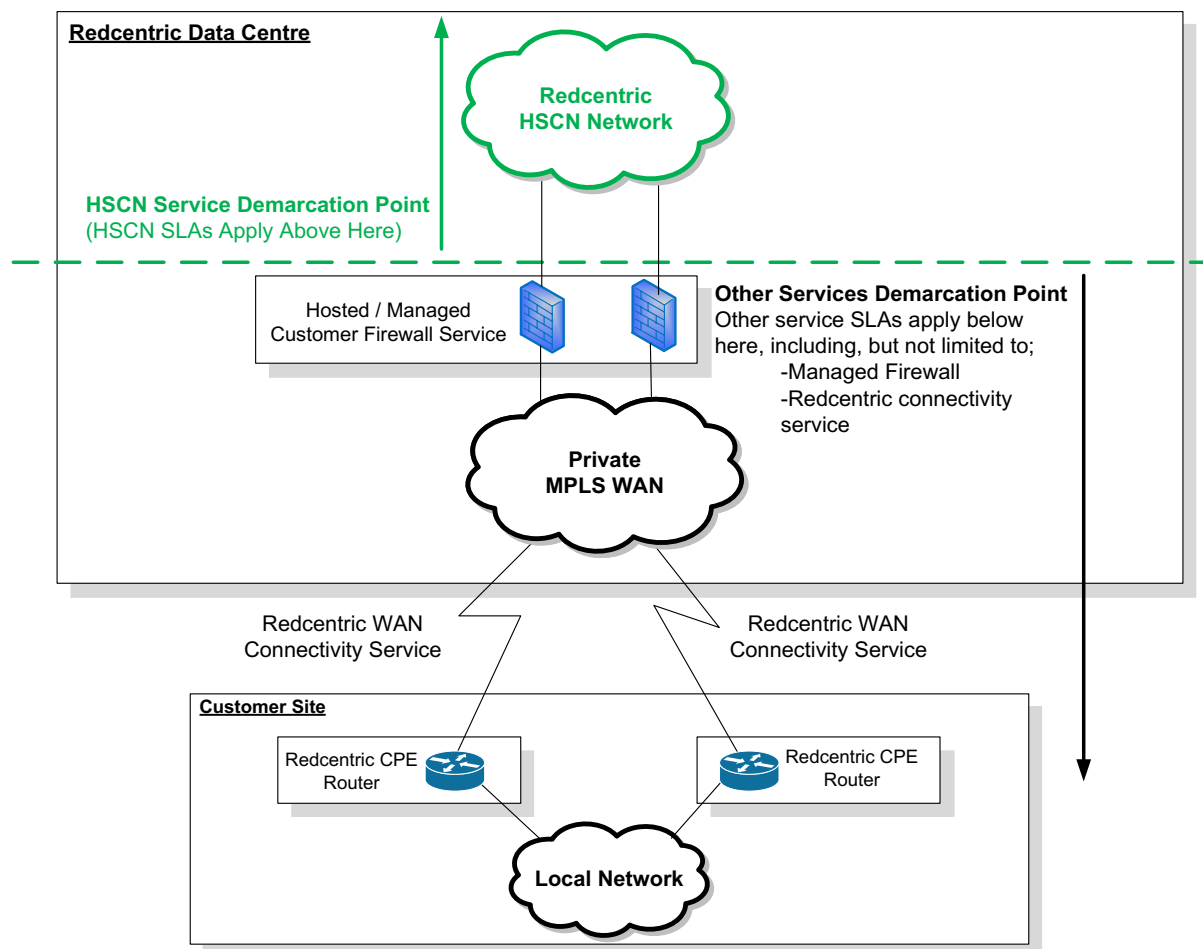 Redcentric Data Centre
Redcentric
HSCN Network
HSCN Service Demarcation Point
(HSCN SLAs Apply Above Here)
Hosted / Managed
Customer Firewall Service
Other Services Demarcation Point
Other service SLAs apply below
here, including, but not limited to;
-Managed Firewall
-Redcentric connectivity
service
Private
MPLS WAN
Redcentric WAN
Connectivity Service
Redcentric WAN
Connectivity Service
Customer Site
Redcentric CPE
Router
Redcentric CPE
Router
Local Network